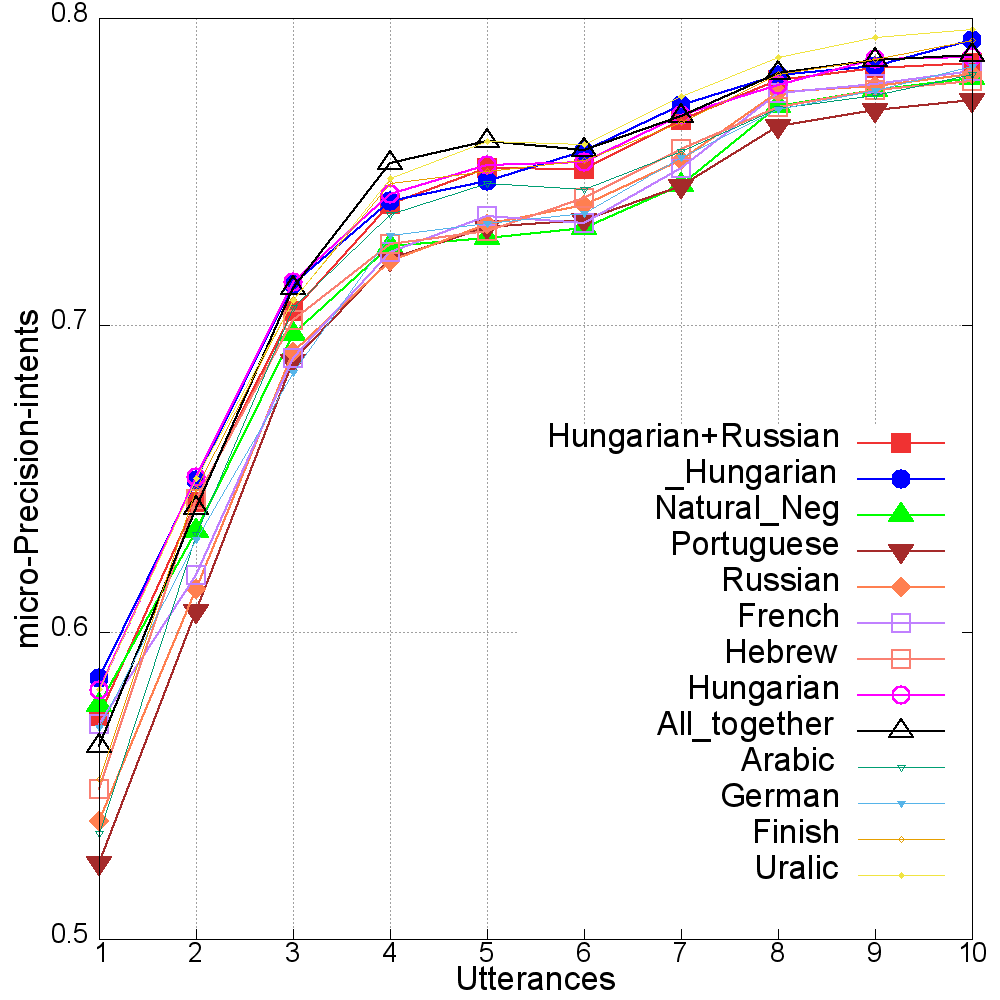 0.8
0.7
0.6
0.5
micro-Precision-intents
Hungarian+Russian
_Hungarian
Natural_Neg
Portuguese
Russian
French
Hebrew
Hungarian
All_together
Arabic
German
Finish
Uralic
1 2 3 4 5 6 7 8 9 10
Utterances